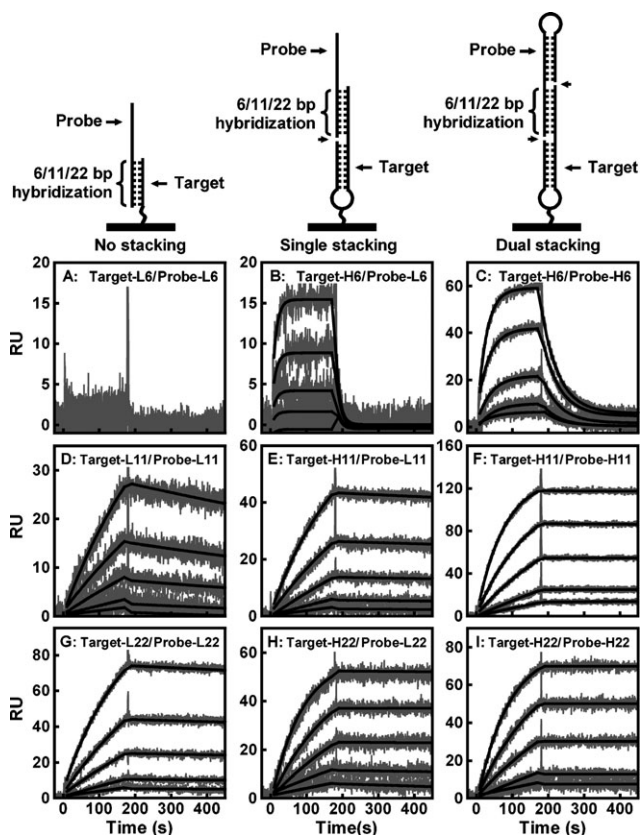 Probe
6/11/22 bp
hybridization
Target
No stacking
Probe
6/11/22 bp
hybridization
Target
Single stacking
Probe
6/11/22 bp
hybridization
Target
Dual stacking
A: Target-L6/Probe-L6
RU
20
15
10
5
0
B: Target-H6/Probe-L6
20
15
10
5
0
C: Target-H6/Probe-H6
60
40
20
0
D: Target-L11/Probe-L11
RU
30
20
10
0
E: Target-H11/Probe-L11
60
40
20
0
F: Target-H11/Probe-H11
160
120
80
40
0
G: Target-L22/Probe-L22
RU
80
60
40
20
0
0 100 200 300 400
Time (s)
H: Target-H22/Probe-L22
60
40
20
0
0 100 200 300 400
Time(s)
I: Target-H22/Probe-H22
80
60
40
20
0
0 100 200 300 400
Time (s)